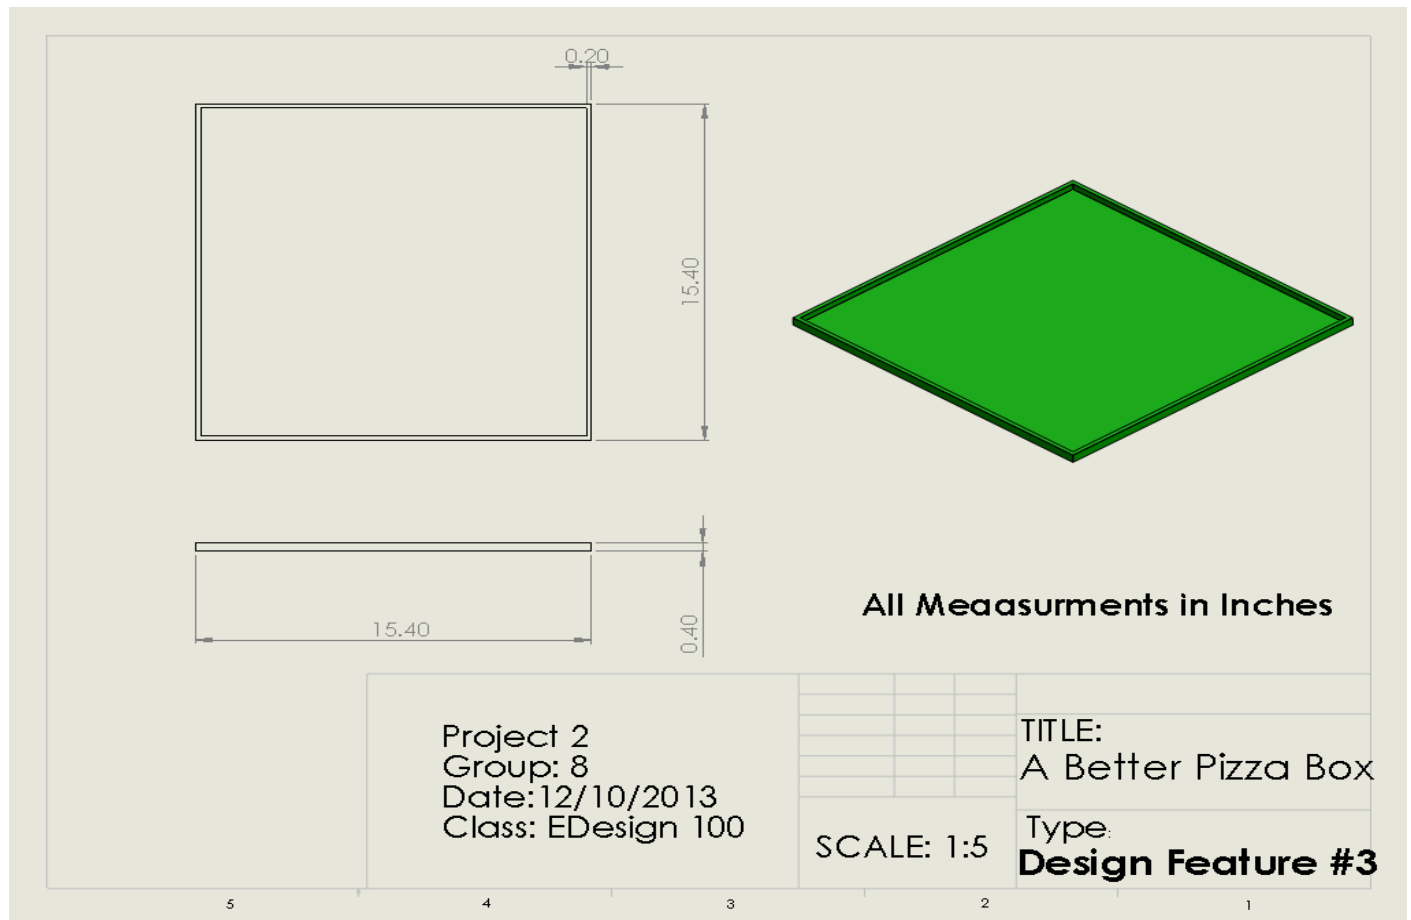 0.20
15.40
15.40
0.40
All Meaasurments in Inches
Project 2
Group: 8
Date:12/10/2013
Class: EDesign 100
SCALE: 1:5
TITLE:
A Better Pizza Box
Type:
Design Feature #3
5 4 3 2 1